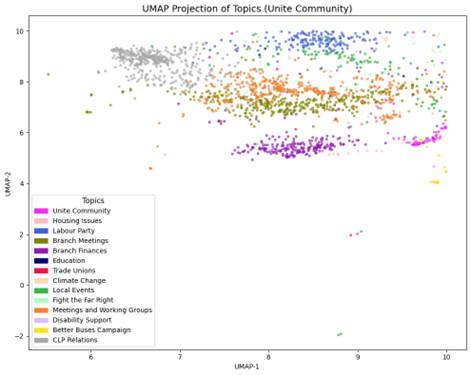 UMAP Projection of Topics (Unite Community)
10
8
6
4
2
0
−2
UMAP-2
Topics
Unite Community
Housing Issues
Labour Party
Branch Meetings
Branch Finances
Education
Trade Unions
Climate Change
Local Events
Fight the Far Right
Meetings and Working Groups
Disability Support
Better Buses Campaign
CLP Relations
6 7 8 9 10
UMAP-1